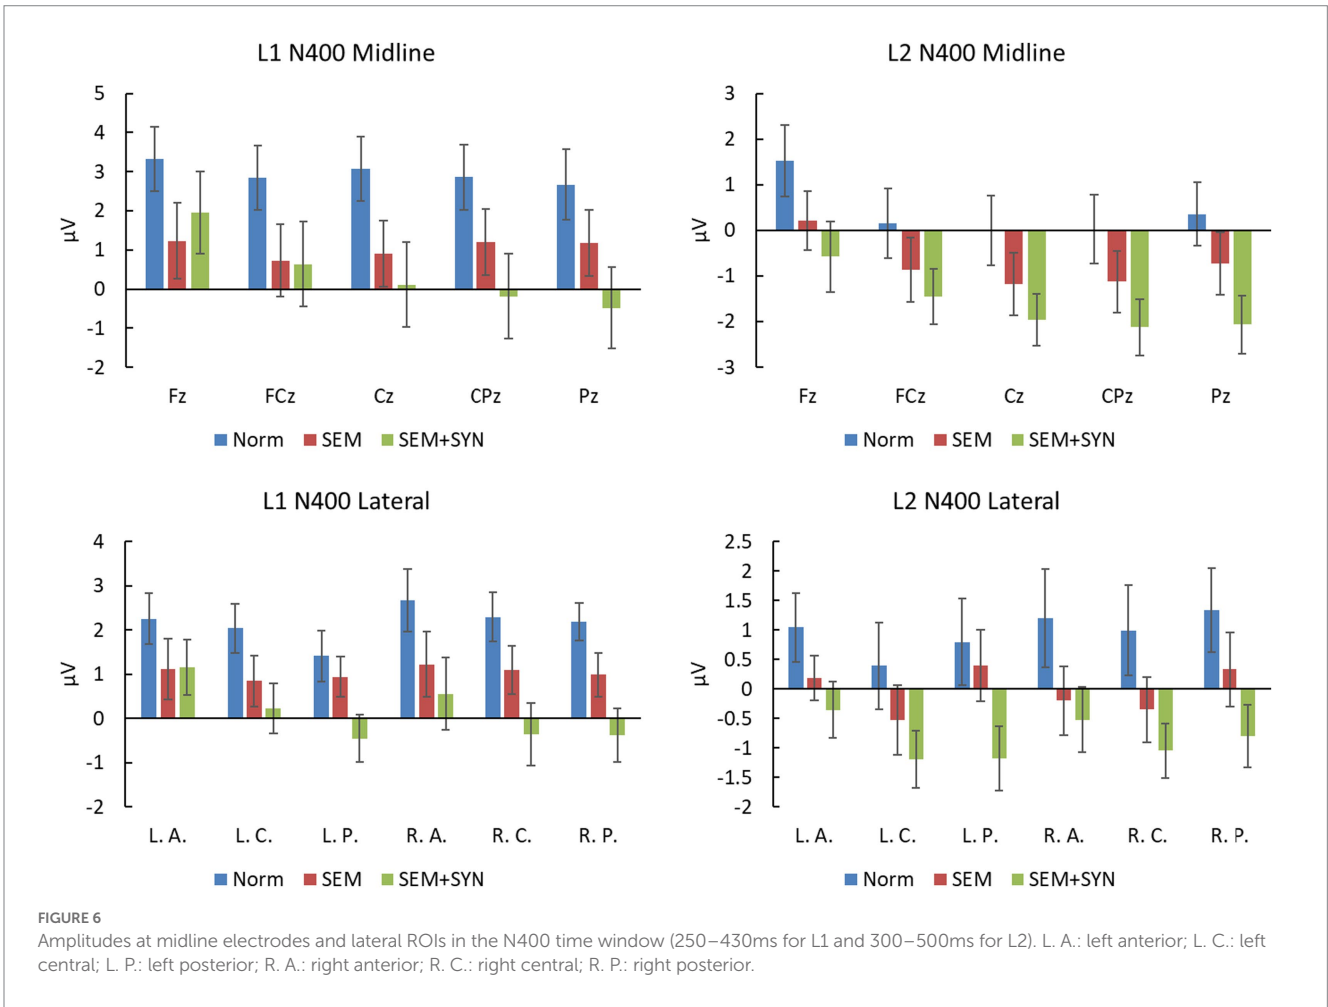 L1 N400 Midline
5
4
3
2
1
0
-1
-2
µV
Fz FCz Cz CPz Pz
Norm SEM SEM+SYN
L2 N400 Midline
3
2
1
0
-1
-2
-3
µV
Fz FCz Cz CPz Pz
Norm SEM SEM+SYN
L1 N400 Lateral
4
3
2
1
0
-1
-2
µV
L. A. L. C. L. P. R. A. R. C. R. P.
Norm SEM SEM+SYN
L2 N400 Lateral
2.5
2
1.5
1
0.5
0
-0.5
-1
-1.5
-2
µV
L. A. L. C. L. P. R. A. R. C. R. P.
Norm SEM SEM+SYN
FIGURE 6
Amplitudes at midline electrodes and lateral ROIs in the N400 time window (250–430ms for L1 and 300–500ms for L2). L. A.: left anterior; L. C.: left
central; L. P.: left posterior; R. A.: right anterior; R. C.: right central; R. P.: right posterior.